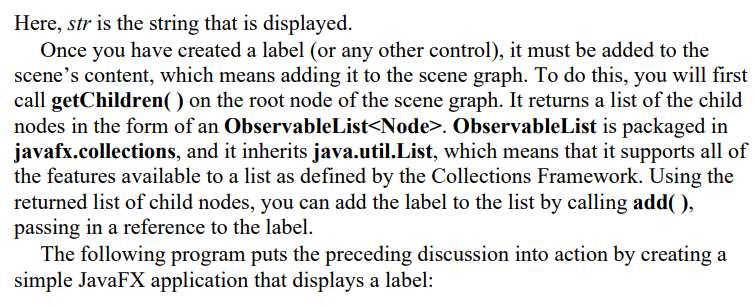 Here, str is the string that is displayed.
Once you have created a label (or any other control), it must be added to the
scene’s content, which means adding it to the scene graph. To do this, you will first
call getChildren( ) on the root node of the scene graph. It returns a list of the child
nodes in the form of an ObservableList<Node>. ObservableList is packaged in
javafx.collections, and it inherits java.util.List, which means that it supports all of
the features available to a list as defined by the Collections Framework. Using the
returned list of child nodes, you can add the label to the list by calling add( ),
passing in a reference to the label.
The following program puts the preceding discussion into action by creating a
simple JavaFX application that displays a label: